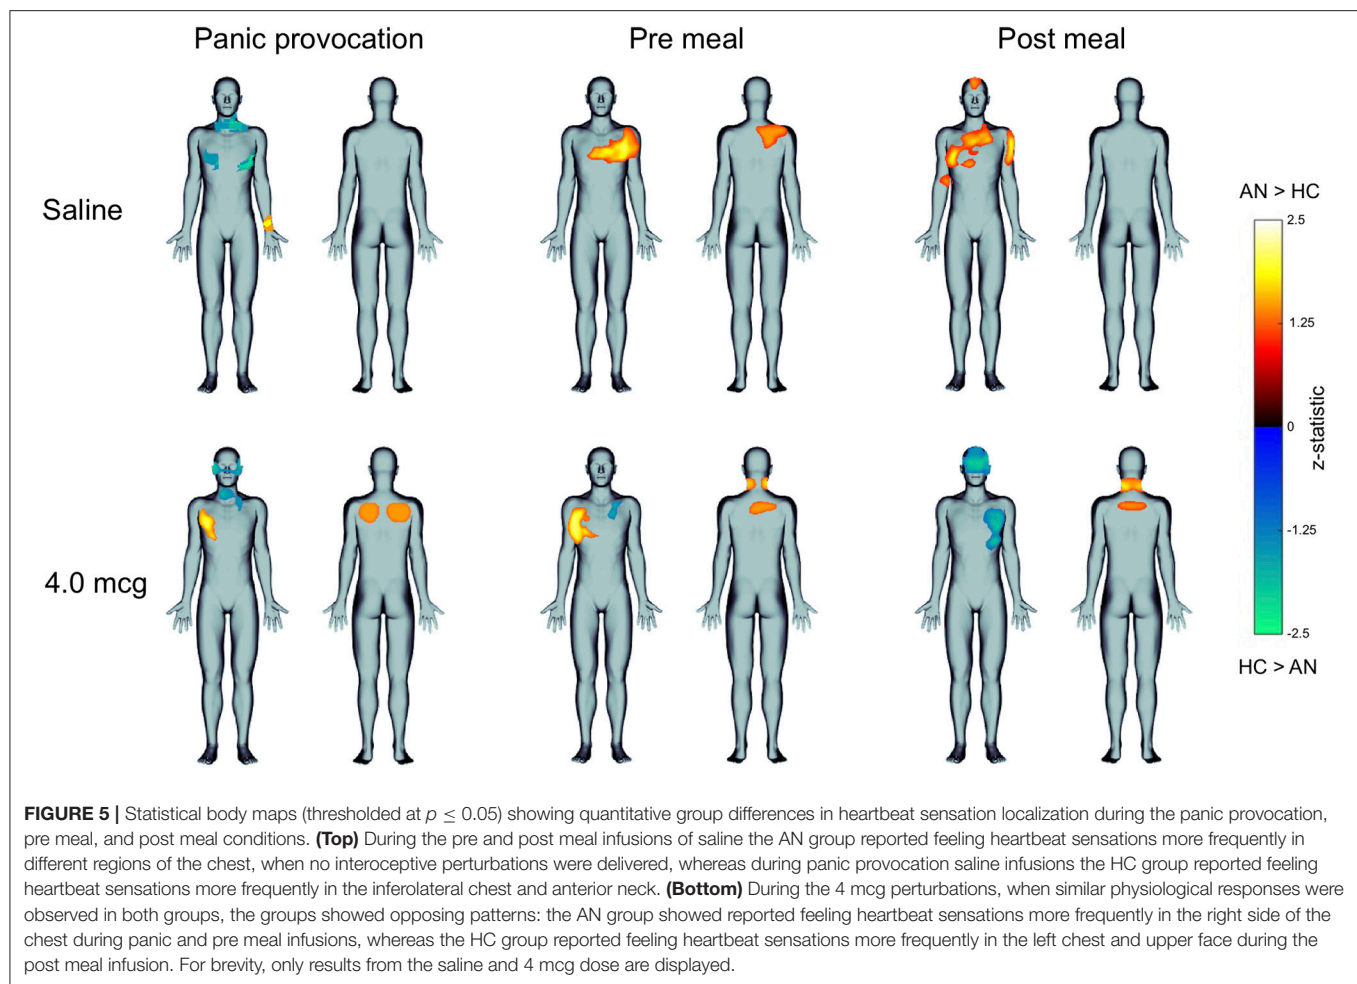 Panic provocation
Pre meal
Post meal
Saline
4.0 mcg
AN > HC
2.5
1.25
0
-1.25
-2.5
z-statistic
HC > AN
FIGURE 5 | Statistical body maps (thresholded at p ≤ 0.05) showing quantitative group differences in heartbeat sensation localization during the panic provocation,
pre meal, and post meal conditions. (Top) During the pre and post meal infusions of saline the AN group reported feeling heartbeat sensations more frequently in
different regions of the chest, when no interoceptive perturbations were delivered, whereas during panic provocation saline infusions the HC group reported feeling
heartbeat sensations more frequently in the inferolateral chest and anterior neck. (Bottom) During the 4 mcg perturbations, when similar physiological responses were
observed in both groups, the groups showed opposing patterns: the AN group showed reported feeling heartbeat sensations more frequently in the right side of the
chest during panic and pre meal infusions, whereas the HC group reported feeling heartbeat sensations more frequently in the left chest and upper face during the
post meal infusion. For brevity, only results from the saline and 4 mcg dose are displayed.